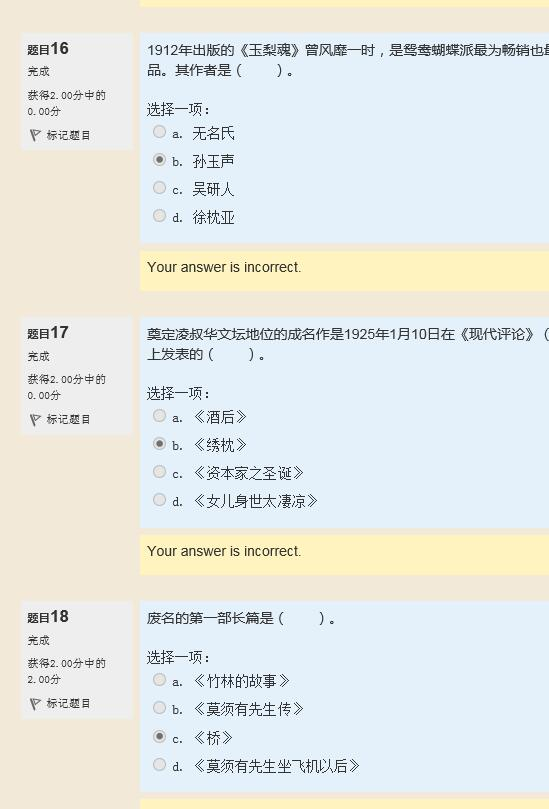 题目16
完成
获得2.00分中的
0.00分
标记题目
1912年出版的《玉梨魂》曾风靡一时，是鸳鸯蝴蝶派最为畅销也
品。其作者是（　　）。
选择一项：
a. 无名氏
b. 孙玉声
c. 吴研人
d. 徐枕亚
Your answer is incorrect.
题目17
完成
获得2.00分中的
0.00分
标记题目
奠定凌叔华文坛地位的成名作是1925年1月10日在《现代评论》（
上发表的（　　）。
选择一项：
a. 《酒后》
b. 《绣枕》
c. 《资本家之圣诞》
d. 《女儿身世太凄凉》
Your answer is incorrect.
题目18
完成
获得2.00分中的
2.00分
标记题目
废名的第一部长篇是（　　）。
选择一项：
a. 《竹林的故事》
b. 《莫须有先生传》
c. 《桥》
d. 《莫须有先生坐飞机以后》